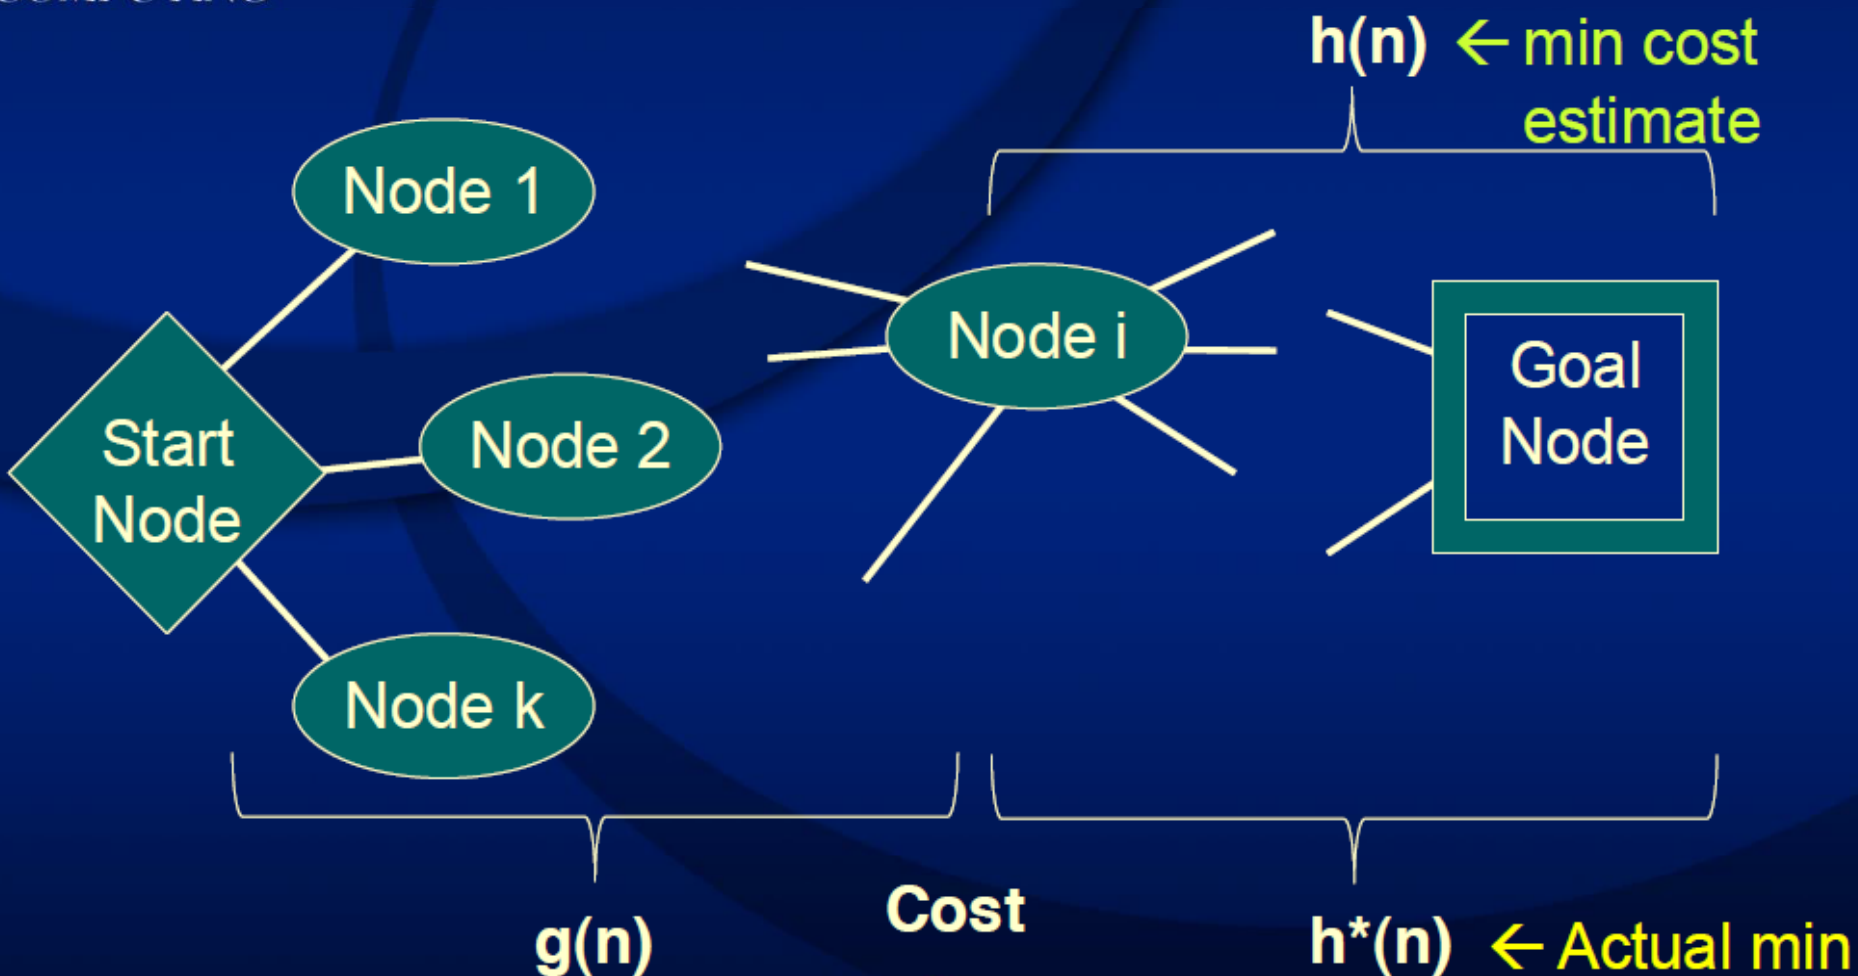 h(n) ← min cost
estimate
Node 1
Node i
Goal
Node
Start
Node
Node 2
Node k
Cost
g(n)
h*(n) ← Actual min